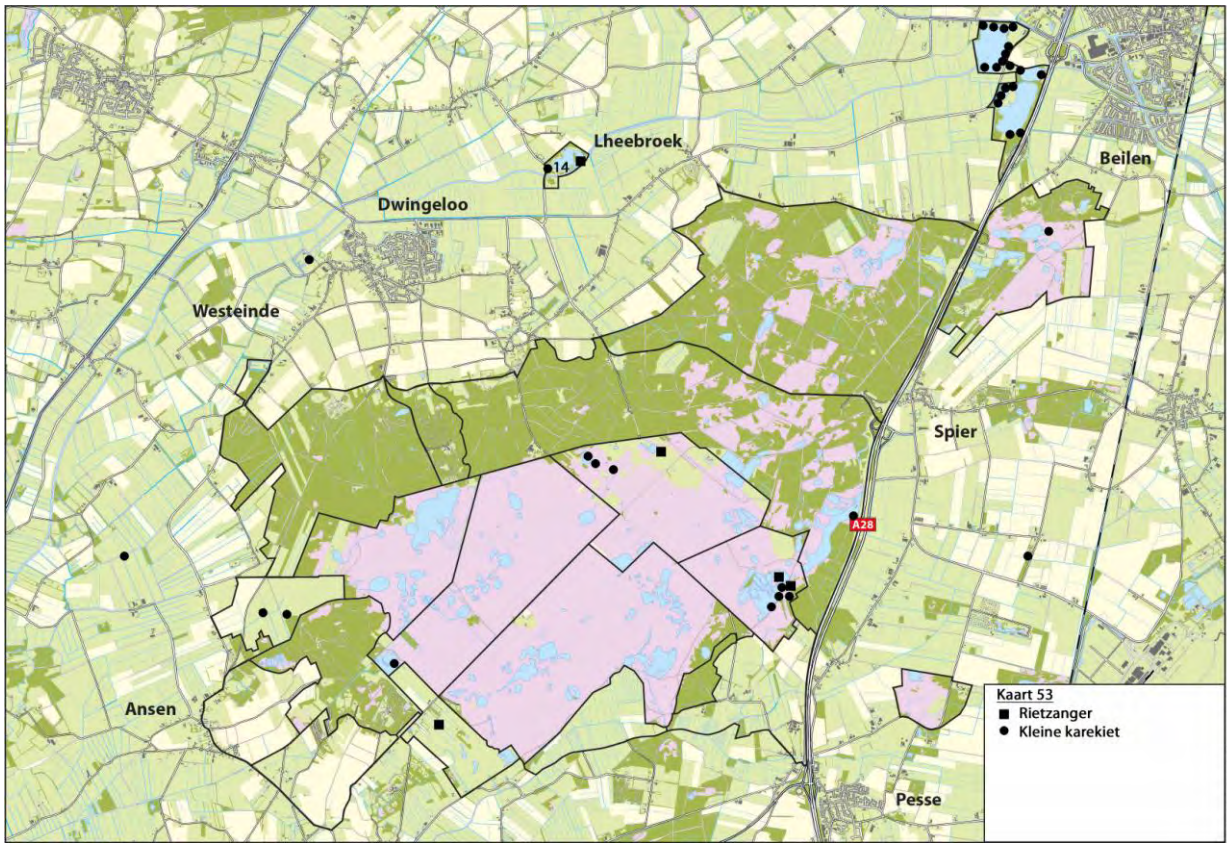 Lheebroek
14
Beilen
Dwingeloo
Westeinde
Spier
A28
Ansen
Pesse
Kaart 53
Rietzanger
Kleine karekiet